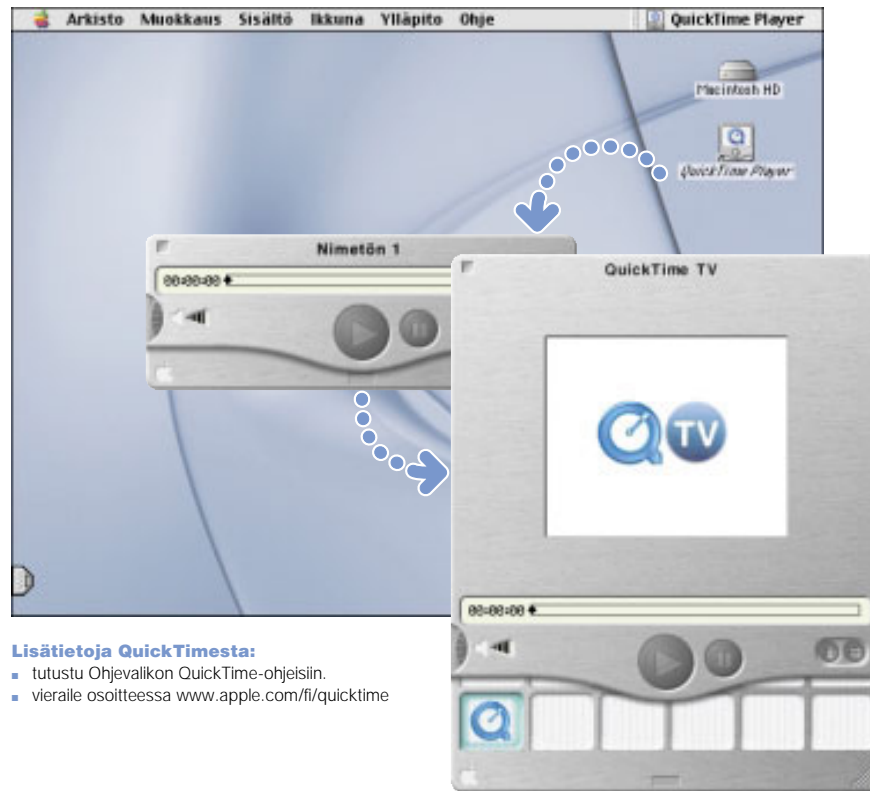 Arkisto Muokkaus Sisältö Ikkuna Ylläpito Ohje QuickTime Player
Macintosh HD
QuickTime Player
Nimetön 1
00:00:00
QuickTime TV
TV
00:00:00
Lisätietoja QuickTimesta:
tutustu Ohjevalikon QuickTime-ohjeisiin.
vieraile osoitteessa www.apple.com/fi/quicktime